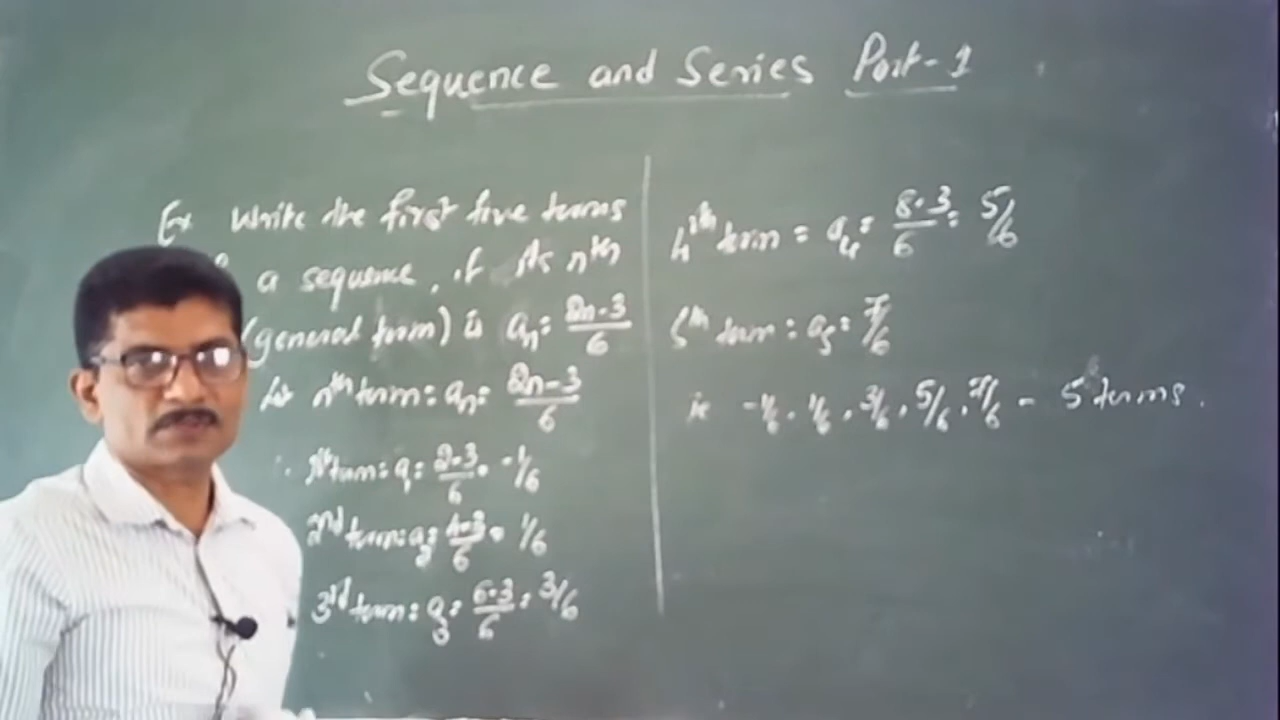 Sequence and Series Part-1
Ex Write the first five terms
a sequence, if its nth
(general term) is an = 2n-3/6
Let nth term = an = 2n-3/6
∴ 1st term = a1 = 2-3/6 = -1/6
2nd term = a2 = 4-3/6 = 1/6
3rd term = a3 = 6-3/6 = 3/6
4th term = a4 = 8-3/6 = 5/6
5th term = a5 = 7/6
ie -1/6, 1/6, 3/6, 5/6, 7/6 - 5 terms.